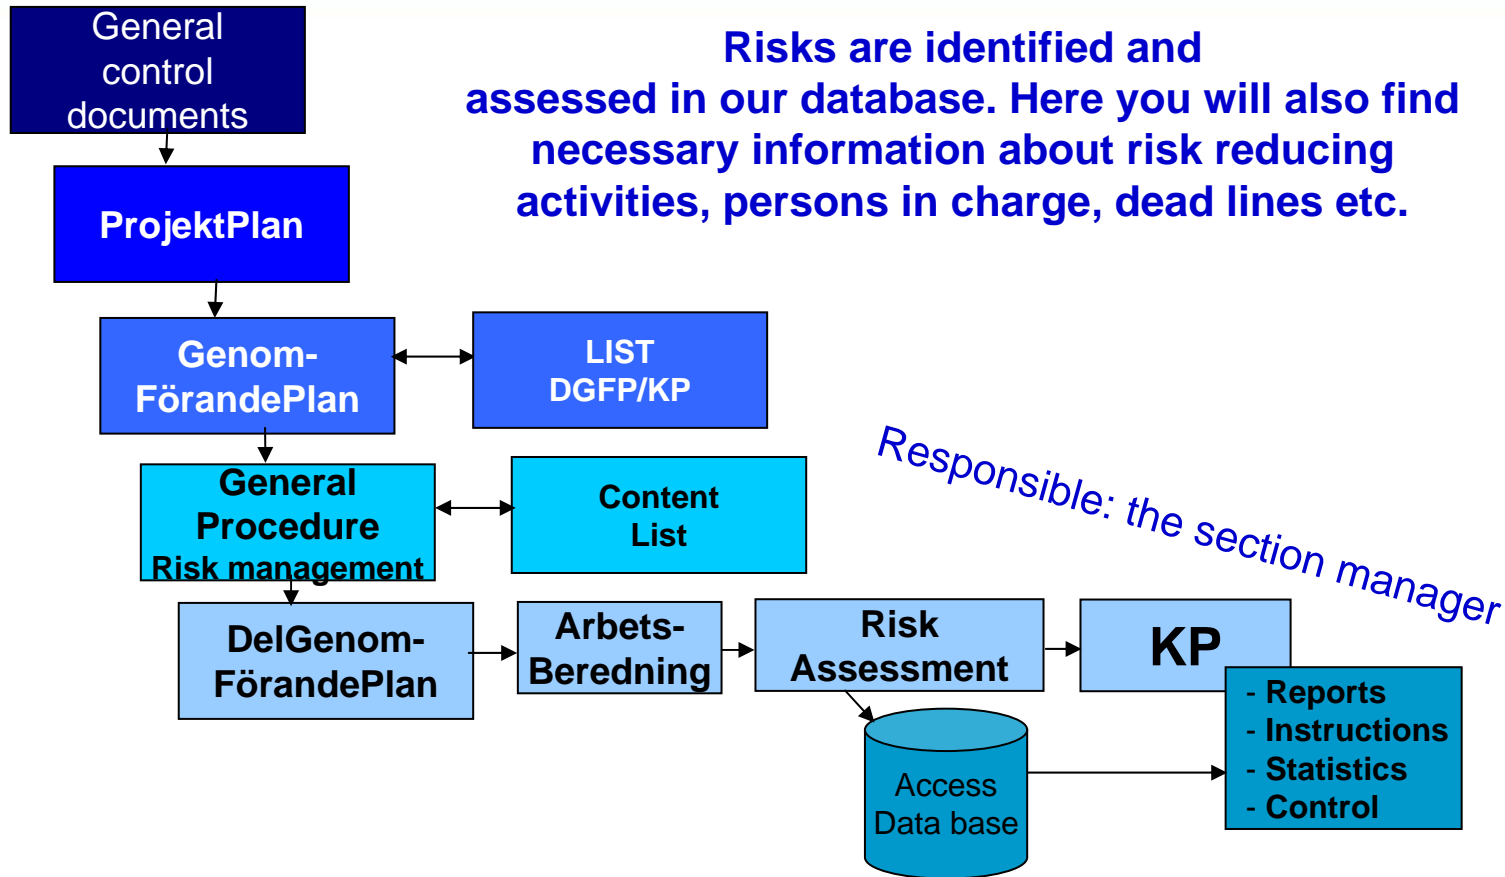 General
control
documents
Risks are identified and
assessed in our database. Here you will also find
necessary information about risk reducing
activities, persons in charge, dead lines etc.
ProjektPlan
Genom-
FörandePlan
LIST
DGFP/KP
General
Procedure
Risk management
Content
List
Responsible: the section manager
DelGenom-
FörandePlan
Arbets-
Beredning
Risk
Assessment
KP
- Reports
- Instructions
- Statistics
- Control
Access
Data base